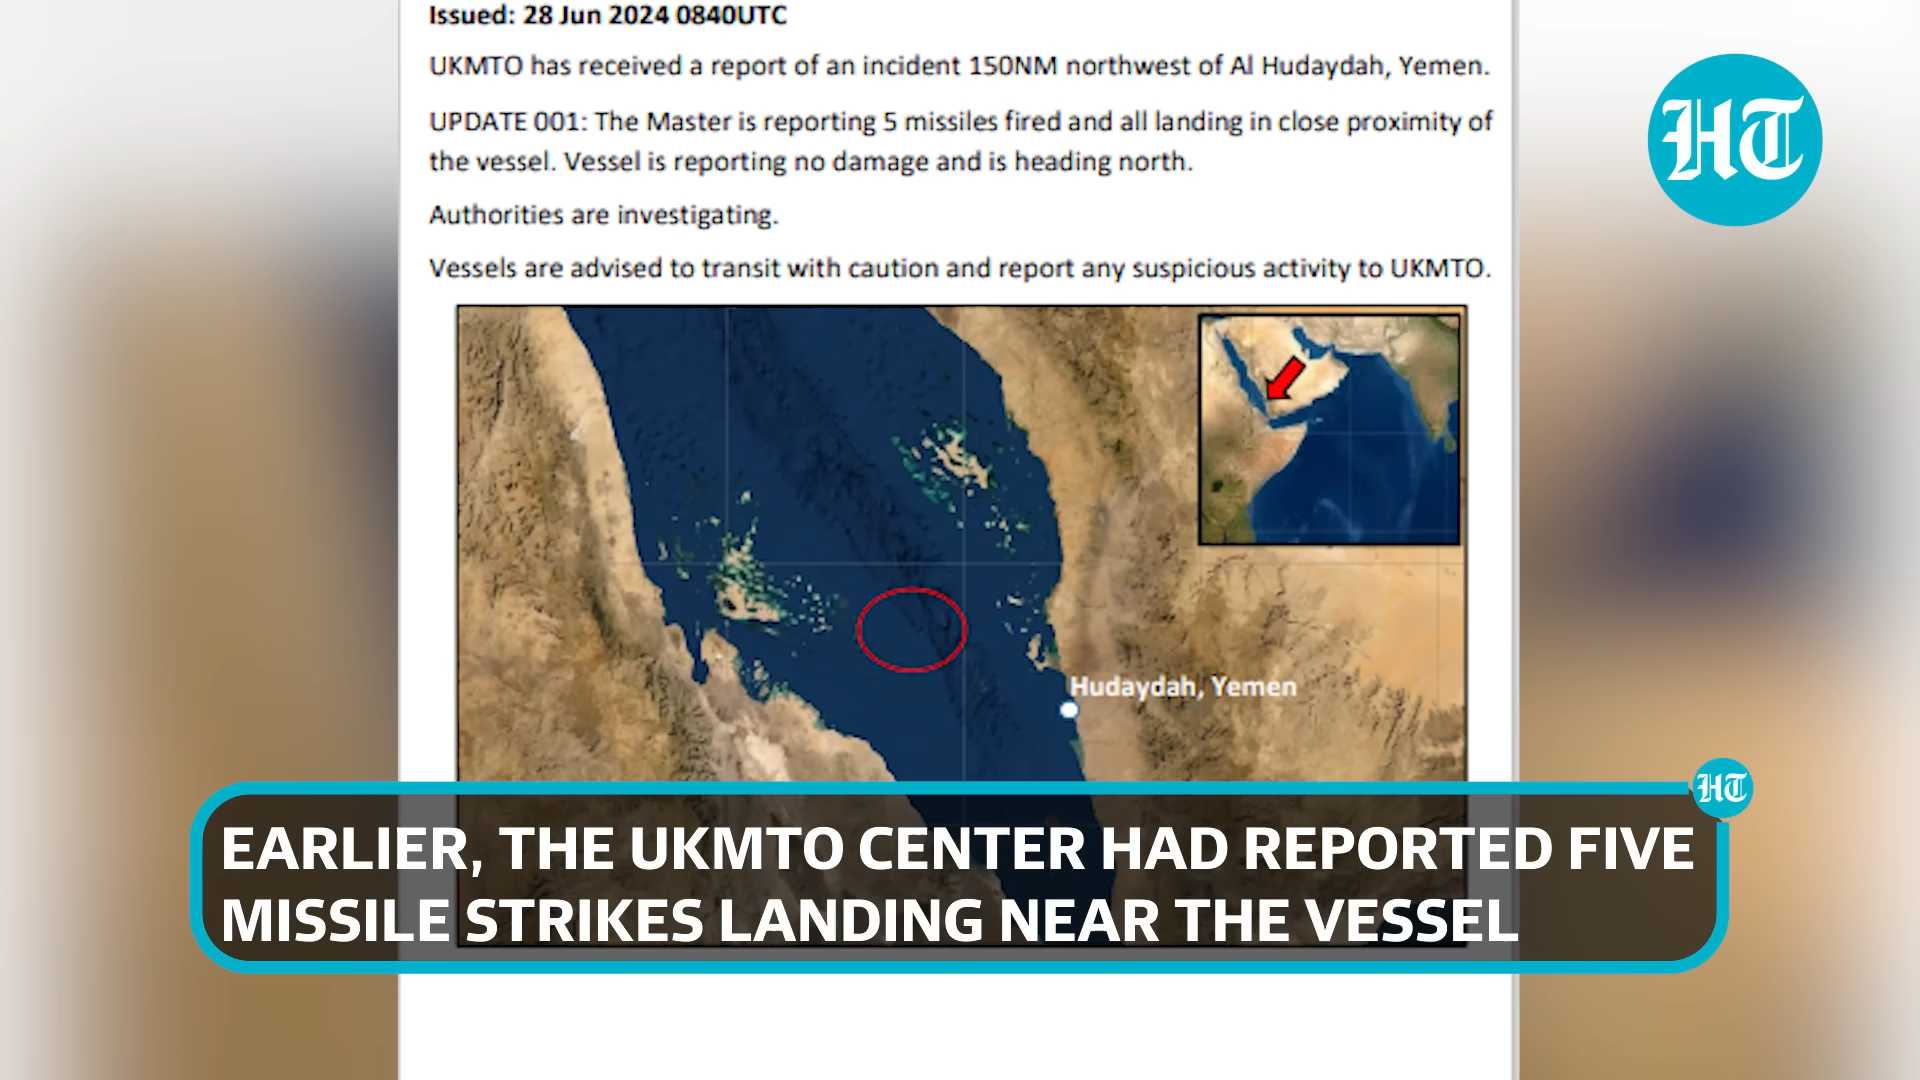 Issued: 28 Jun 2024 0840UTC
UKMTO has received a report of an incident 150NM northwest of Al Hudaydah, Yemen.
HT
UPDATE 001: The Master is reporting 5 missiles fired and all landing in close proximity of
the vessel. Vessel is reporting no damage and is heading north.
Authorities are investigating.
Vessels are advised to transit with caution and report any suspicious activity to UKMTO.
Hudaydah, Yemen
HT
EARLIER, THE UKMTO CENTER HAD REPORTED FIVE
MISSILE STRIKES LANDING NEAR THE VESSEL